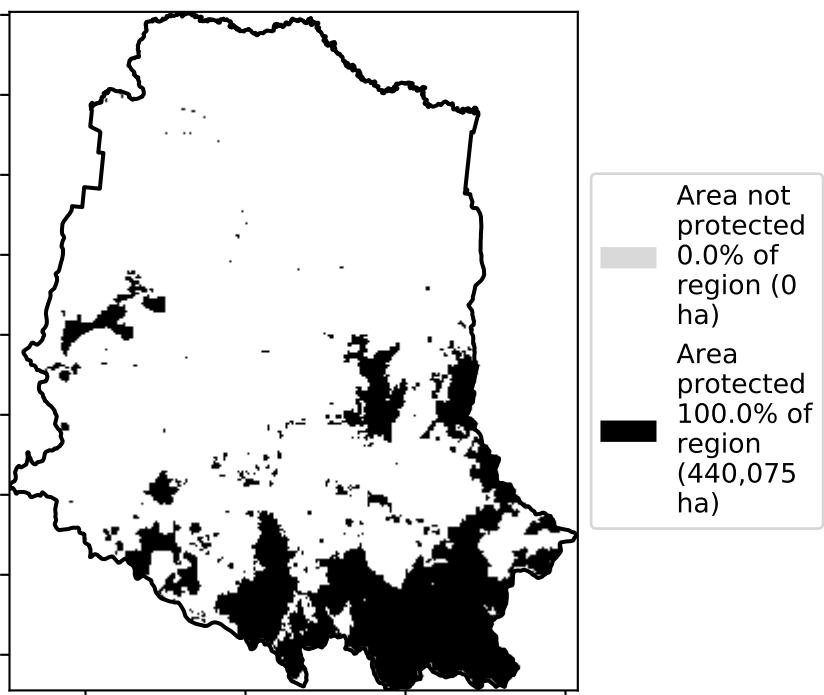 Area not
protected
0.0% of
region (0
ha)
Area
protected
100.0% of
region
(440,075
ha)